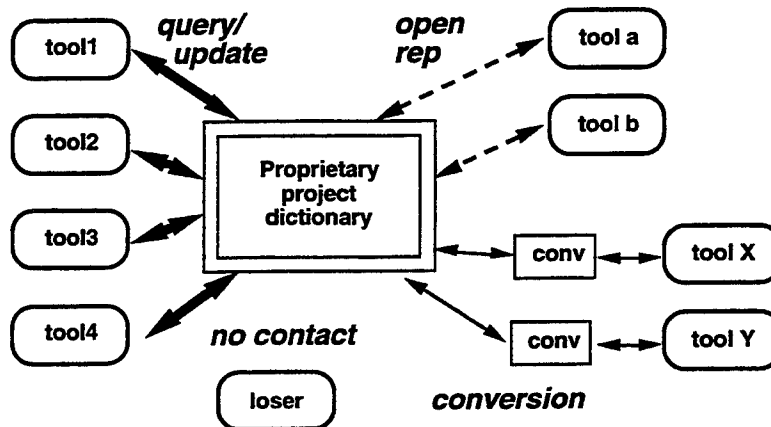 tool1
query/
update
open
rep
tool a
tool2
tool b
Proprietary
project
dictionary
tool3
conv
tool X
tool4
no contact
conv
tool Y
loser
conversion